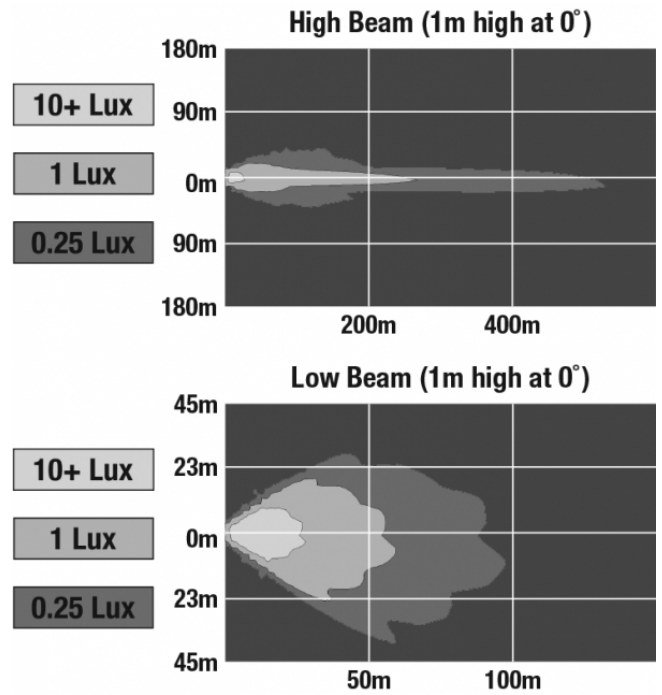 High Beam (1m high at 0°)
180m
10+ Lux
90m
1 Lux
0m
0.25 Lux
90m
180m
200m 400m
Low Beam (1m high at 0°)
45m
10+ Lux
23m
1 Lux
0m
0.25 Lux
23m
45m
50m 100m